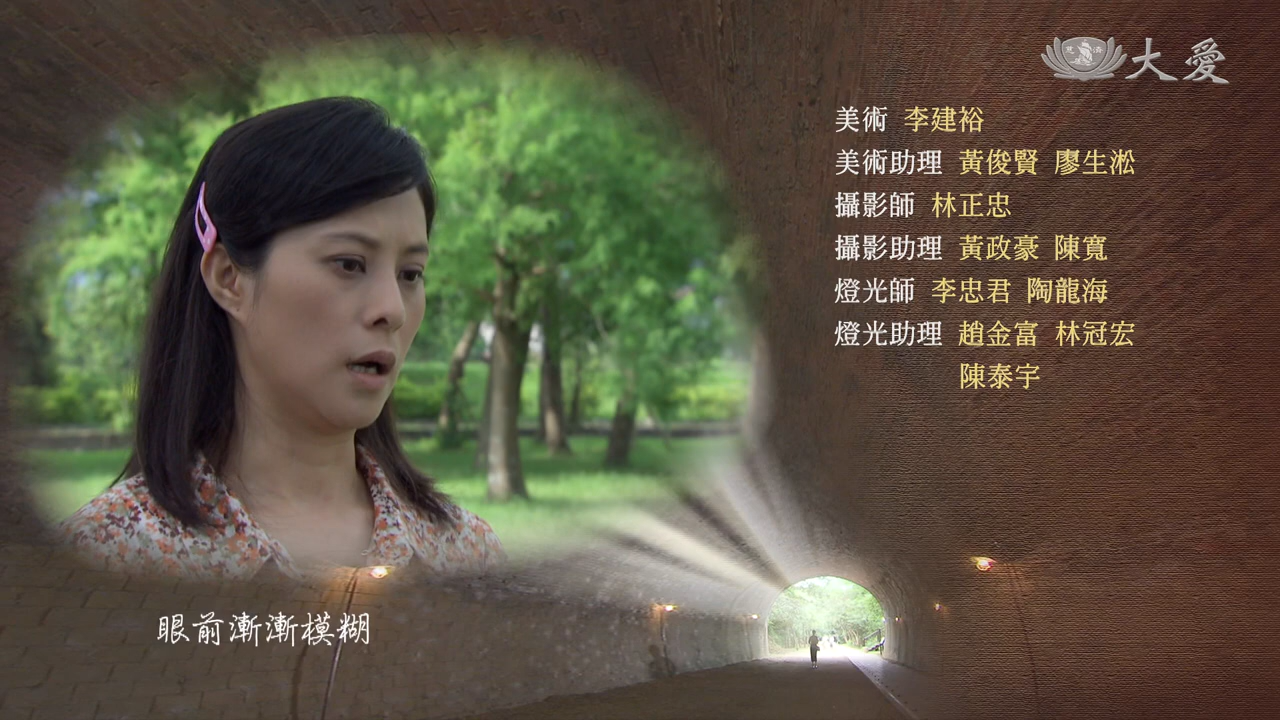 大愛
美術 李建裕
美術助理 黃俊賢 廖生淞
攝影師 林正忠
攝影助理 黃政豪 陳寬
燈光師 李忠君 陶龍海
燈光助理 趙金富 林冠宏
陳泰宇
眼前漸漸模糊